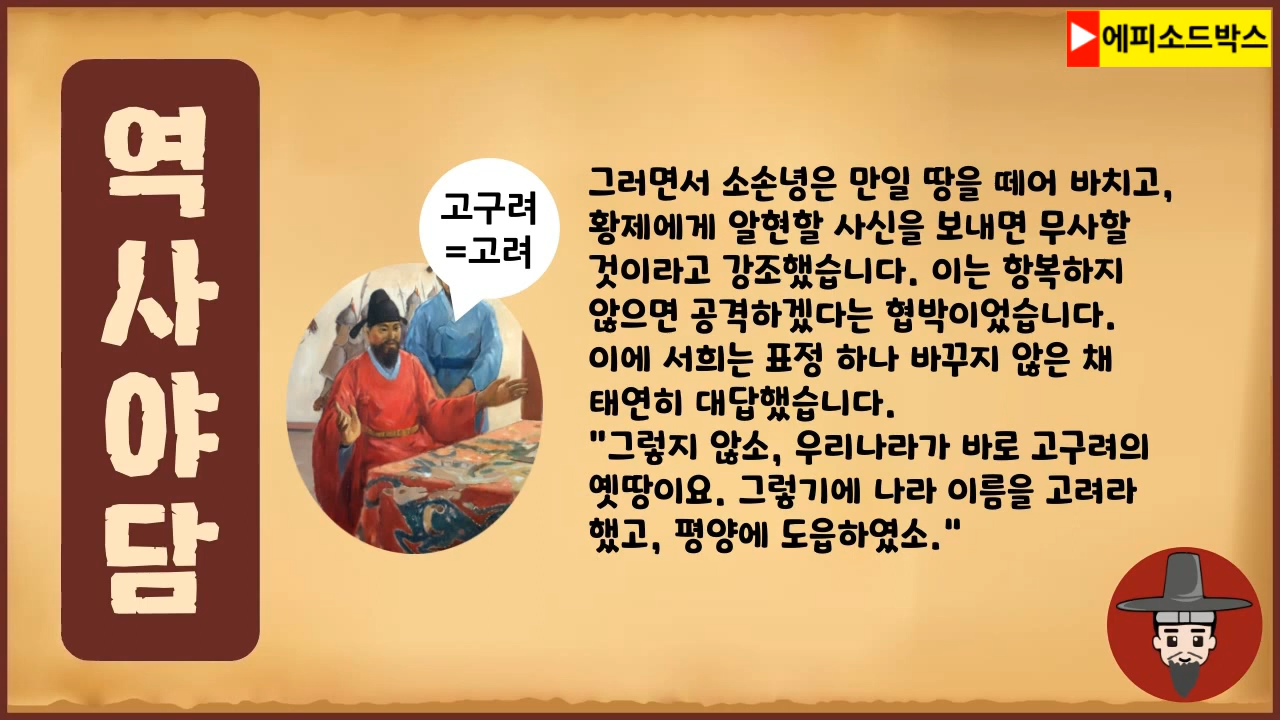 에피소드박스
역사야담
고구려
=고려
그러면서 소손녕은 만일 땅을 떼어 바치고,
황제에게 알현할 사신을 보내면 무사할
것이라고 강조했습니다. 이는 항복하지
않으면 공격하겠다는 협박이었습니다.
이에 서희는 표정 하나 바꾸지 않은 채
태연히 대답했습니다.
"그렇지 않소, 우리나라가 바로 고구려의
옛땅이요. 그렇기에 나라 이름을 고려라
했고, 평양에 도읍하였소."